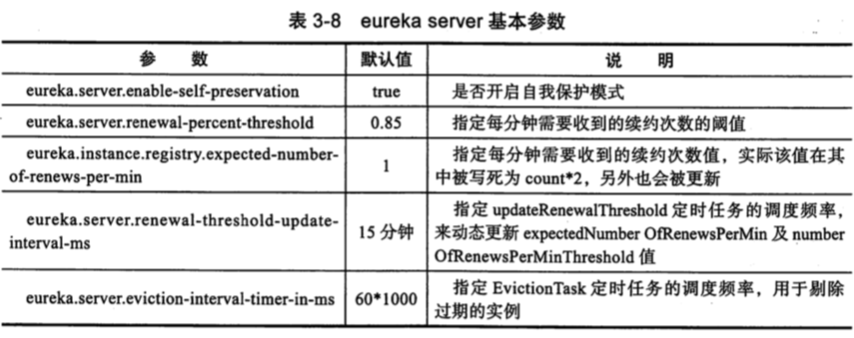 表 3-8 eureka server 基本参数
参 数 默认值 说 明
eureka.server.enable-self-preservation true 是否开启自我保护模式
eureka.server.renewal-percent-threshold 0.85 指定每分钟需要收到的续约次数的阈值
eureka.instance.registry.expected-number-
of-renews-per-min
1
指定每分钟需要收到的续约次数值，实际该值在其
中被写死为 count*2，另外也会被更新
eureka.server.renewal-threshold-update-
interval-ms
15 分钟
指定 updateRenewalThreshold 定时任务的调度频率，
来动态更新 expectedNumber OfRenewsPerMin 及 number
OfRenewsPerMinThreshold 值
eureka.server.eviction-interval-timer-in-ms
60*1000
指定 EvictionTask 定时任务的调度频率，用于剔除
过期的实例